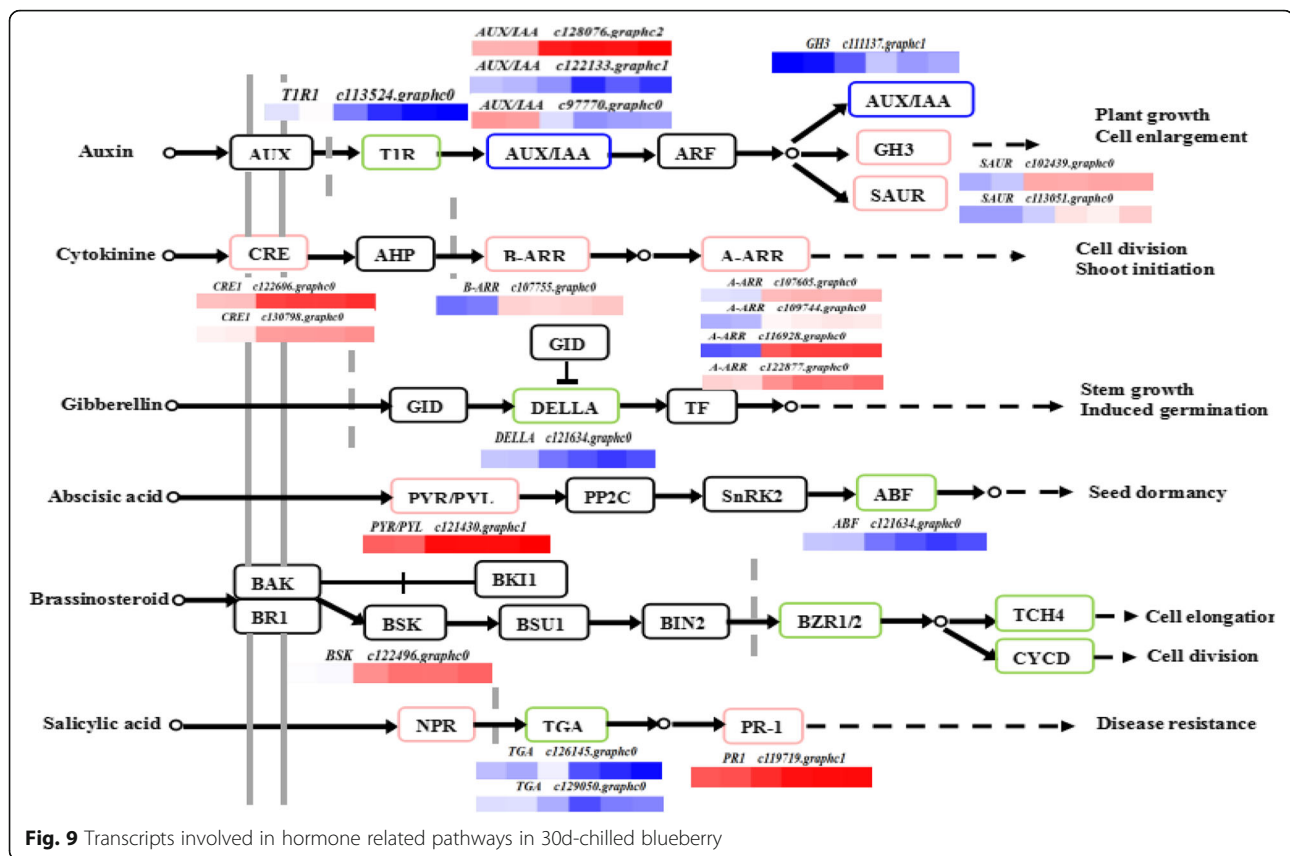 AUX/IAA c128076.graphc2
GH3 c111137.graphc1
AUX/IAA c122133.graphc1
T1R1 c113524.graphc0
AUX/IAA c97770.graphc0
AUX/IAA
Plant growth
Cell enlargement
Auxin
AUX
T1R
AUX/IAA
ARF
GH3
SAUR c102439.graphc0
SAUR
SAUR c113051.graphc0
Cytokinine
CRE
AHP
B-ARR
A-ARR
Cell division
Shoot initiation
CRE1 c122606.graphc0
B-ARR c107755.graphc0
A-ARR c107605.graphc0
A-ARR c109744.graphc0
CRE1 c130798.graphc0
A-ARR c116928.graphc0
GID
A-ARR c122877.graphc0
Gibberellin
GID
DELLA
TF
Stem growth
Induced germination
DELLA c121634.graphc0
Abscisic acid
PYR/PYL
PP2C
SnRK2
ABF
Seed dormancy
PYR/PYL c121430.graphc1
ABF c121634.graphc0
BAK
BKI1
Brassinosteroid
BR1
BSK
BSU1
BIN2
BZR1/2
TCH4
Cell elongation
CYCD
Cell division
BSK c122496.graphc0
Salicylic acid
NPR
TGA
PR-1
Disease resistance
TGA c126145.graphc0
PR1 c119719.graphc1
TGA c129050.graphc0
Fig. 9 Transcripts involved in hormone related pathways in 30d-chilled blueberry